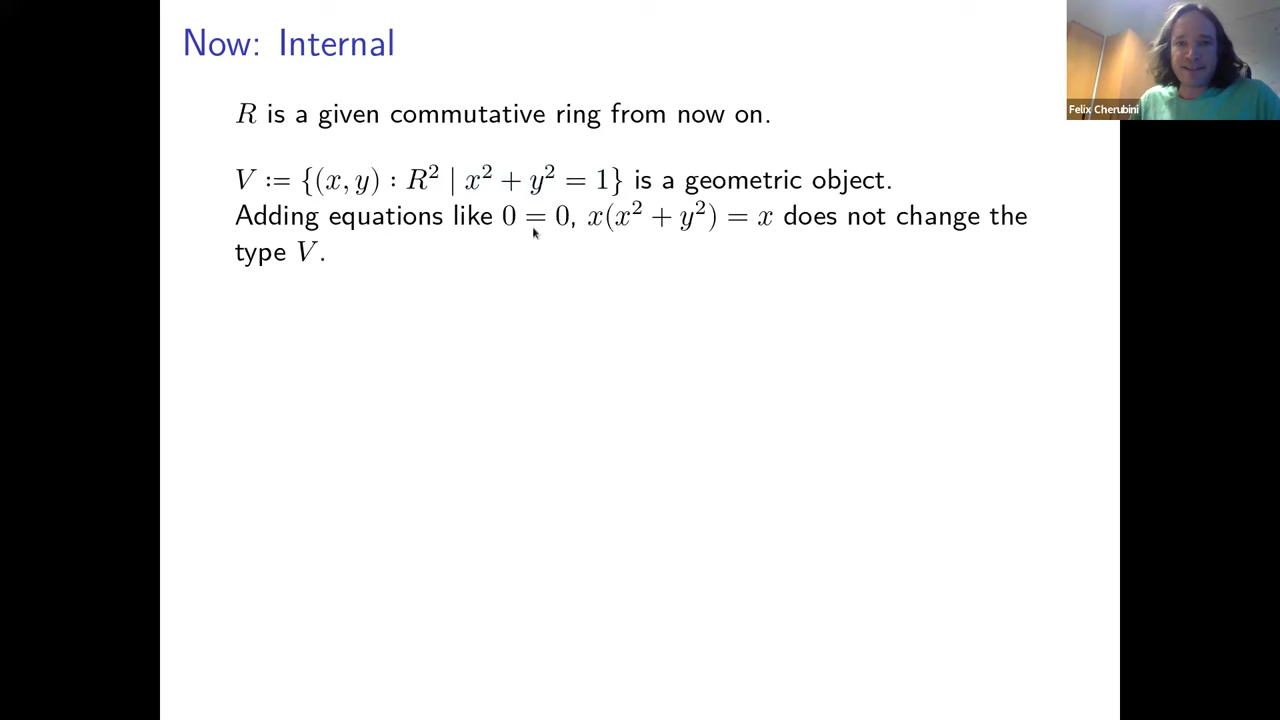 Now: Internal
Felix Cherubini
R is a given commutative ring from now on.
V := {(x, y) : R² | x² + y² = 1} is a geometric object.
Adding equations like 0 = 0, x(x² + y²) = x does not change the
type V.